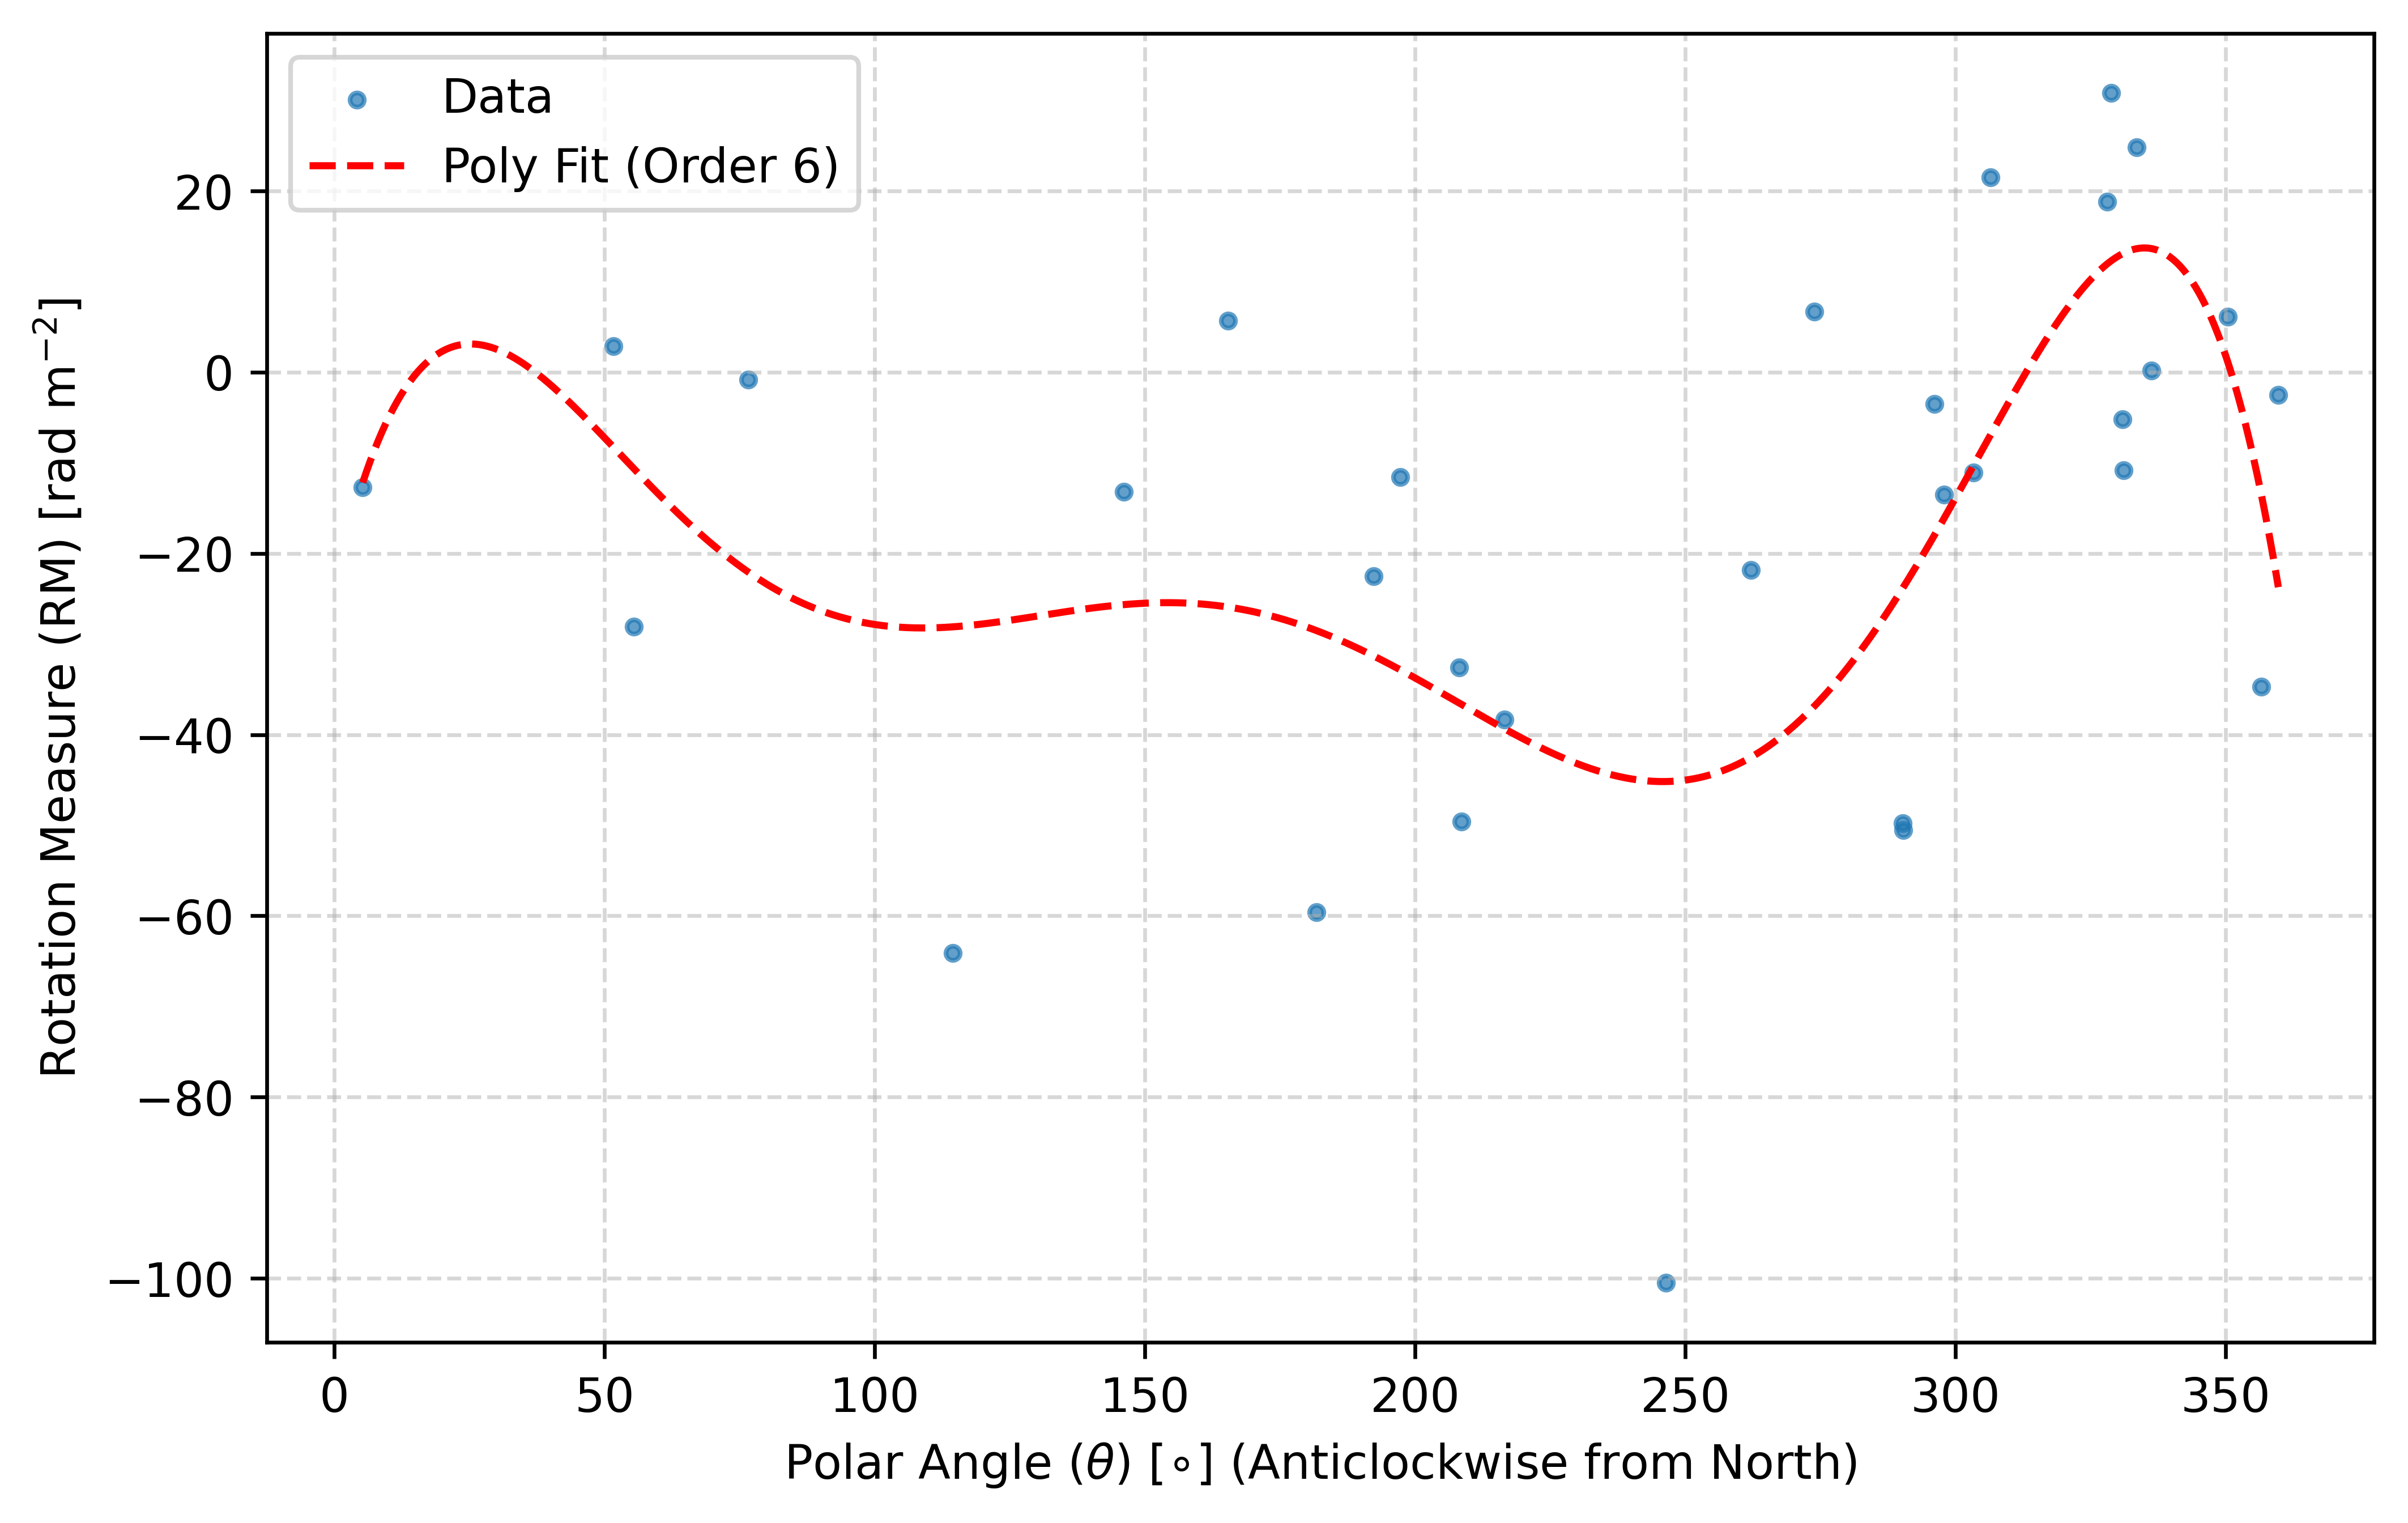 Data
Poly Fit (Order 6)
Rotation Measure (RM) [rad m⁻²]
20
0
−20
−40
−60
−80
−100
0 50 100 150 200 250 300 350
Polar Angle (θ) [∘] (Anticlockwise from North)